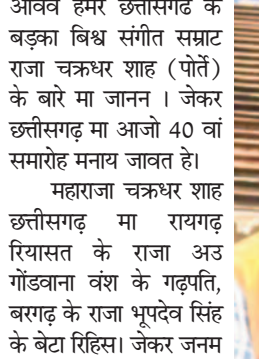 आवव हमर छत्तीसगढ के
बड़का बिश्व संगीत सम्राट
राजा चक्रधर शाह (पोर्ते)
के बारे मा जानन । जेकर
छत्तीसगढ़ मा आजो 40 वां
समारोह मनाय जावत हे।
महाराजा चक्रधर शाह
छत्तीसगढ़ मा रायगढ़
रियासत के राजा अउ
गोंडवाना वंश के गढ़पति,
बरगढ़ के राजा भूपदेव सिंह
के बेटा रिहिस। जेकर जनम